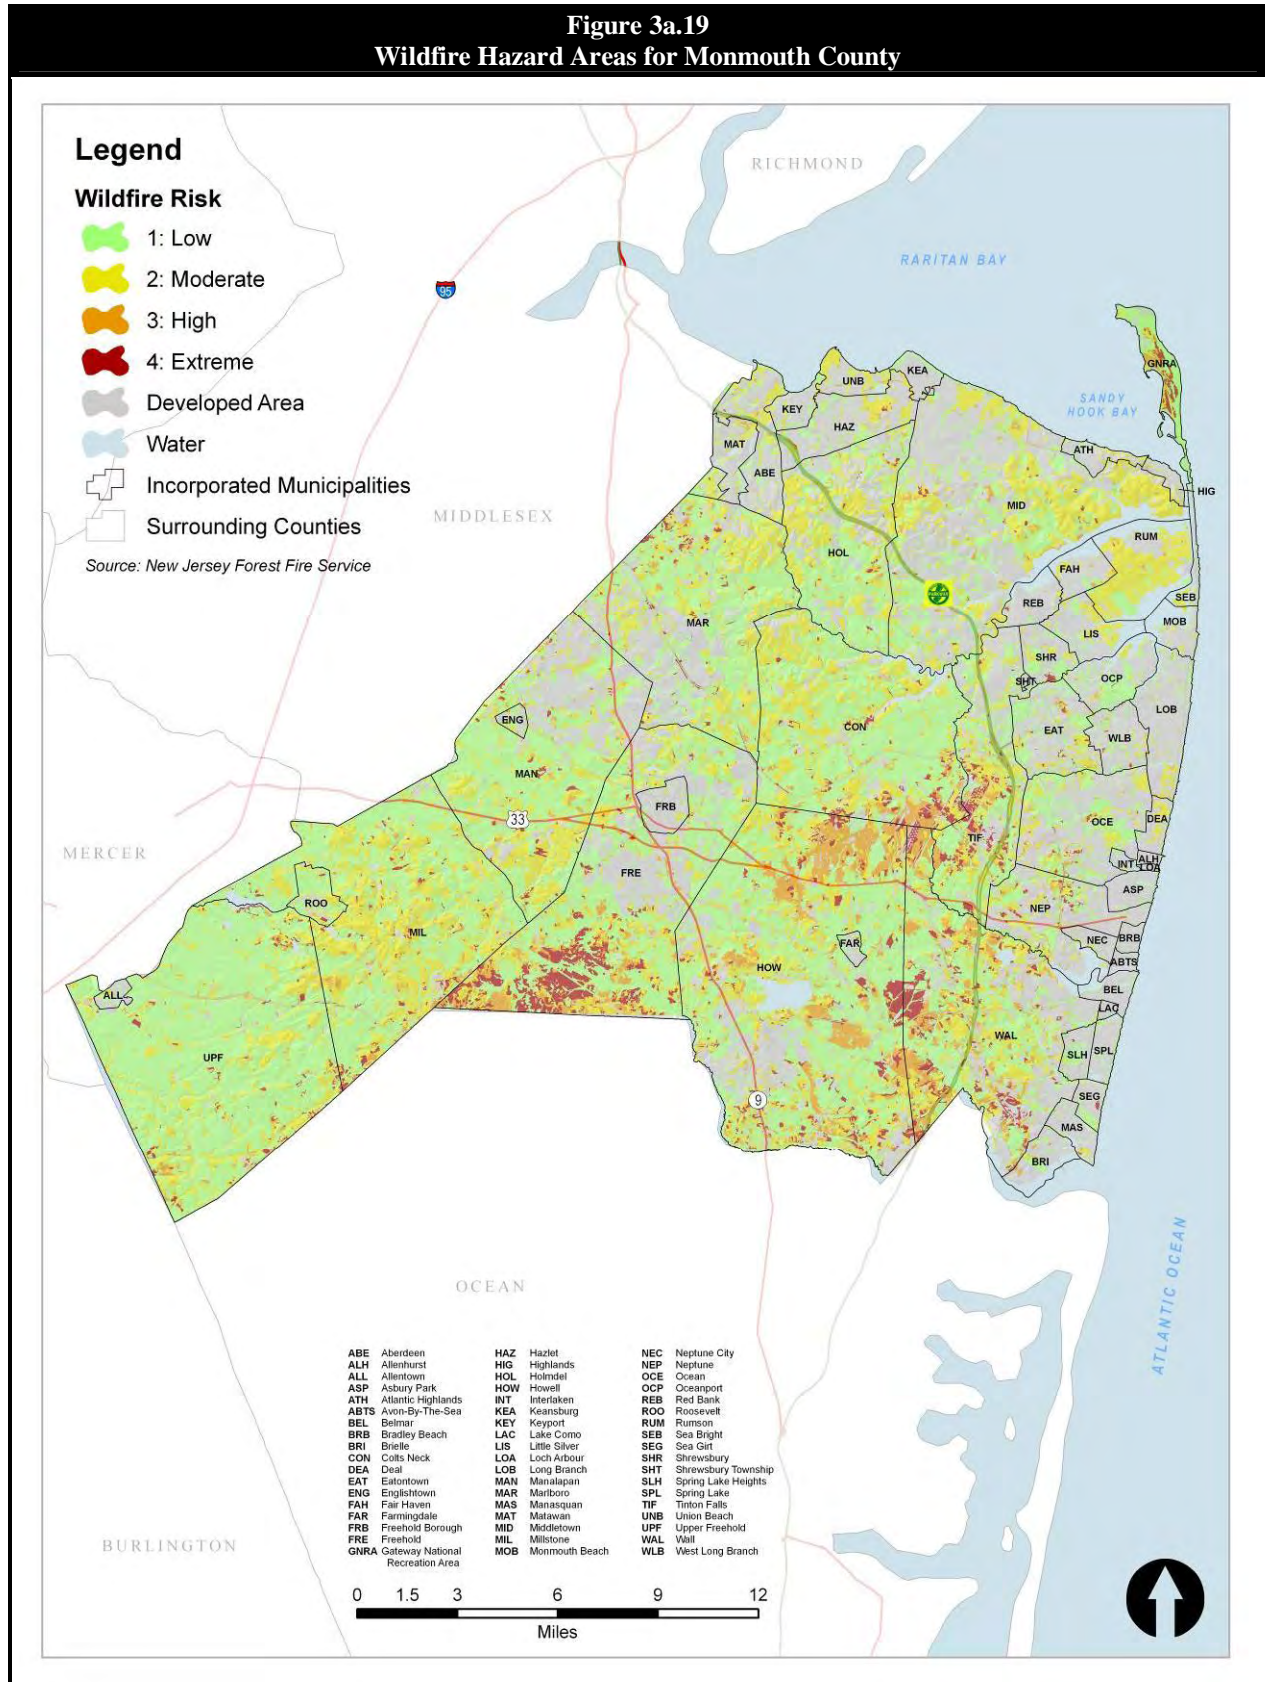 Figure 3a.19
Wildfire Hazard Areas for Monmouth County
Legend
Wildfire Risk
1: Low
2: Moderate
3: High
4: Extreme
Developed Area
Water
Incorporated Municipalities
Surrounding Counties
Source: New Jersey Forest Fire Service
RICHMOND
RARITAN BAY
95
SANDY
HOOK BAY
MIDDLESEX
MERCER
OCEAN
BURLINGTON
ATLANTIC OCEAN
GNRA
KEA
UNB
KEY
HAZ
MAT
ABE
ATH
HIG
MID
RUM
HOL
FAH
REB
SEB
MOB
MAR
LIS
SHR
SHT
OCP
LOB
ENG
CON
EAT
WLB
MAN
FRB
33
DEA
OCE
TIF
ALH
INT
LOA
FRE
ASP
ROO
NEP
MIL
FAR
NEC
BRB
ABTS
HOW
BEL
ALL
LAC
WAL
UPF
SLH
SPL
9
SEG
MAS
BRI
ABE Aberdeen
ALH Allenhurst
ALL Allentown
ASP Asbury Park
ATH Atlantic Highlands
ABTS Avon-By-The-Sea
BEL Belmar
BRB Bradley Beach
BRI Brielle
CON Colts Neck
DEA Deal
EAT Eatontown
ENG Englishtown
FAH Fair Haven
FAR Farmingdale
FRB Freehold Borough
FRE Freehold
GNRA Gateway National
Recreation Area
HAZ Hazlet
HIG Highlands
HOL Holmdel
HOW Howell
INT Interlaken
KEA Keansburg
KEY Keyport
LAC Lake Como
LIS Little Silver
LOA Loch Arbour
LOB Long Branch
MAN Manalapan
MAR Marlboro
MAS Manasquan
MAT Matawan
MID Middletown
MIL Millstone
MOB Monmouth Beach
NEC Neptune City
NEP Neptune
OCE Ocean
OCP Oceanport
REB Red Bank
ROO Roosevelt
RUM Rumson
SEB Sea Bright
SEG Sea Girt
SHR Shrewsbury
SHT Shrewsbury Township
SLH Spring Lake Heights
SPL Spring Lake
TIF Tinton Falls
UNB Union Beach
UPF Upper Freehold
WAL Wall
WLB West Long Branch
0 1.5 3 6 9 12
Miles